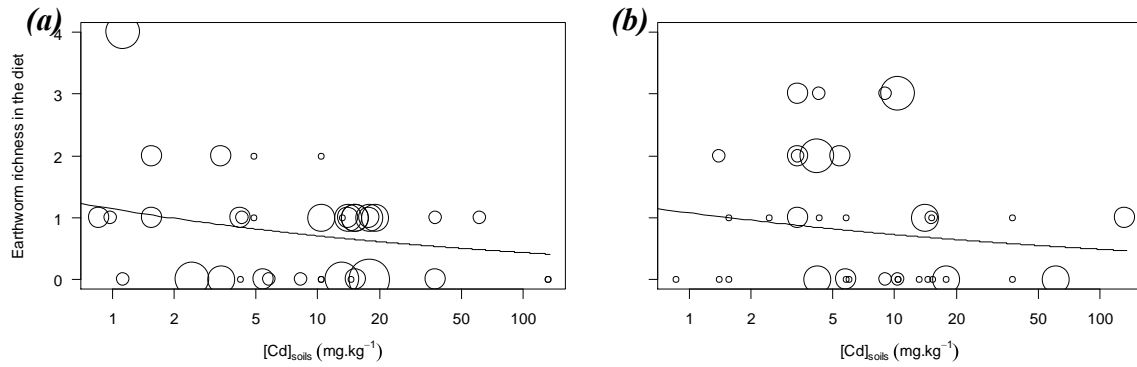 (a)
(b)
Earthworm richness in the diet
4
3
2
1
0
1 2 5 10 20 50 100
1 2 5 10 20 50 100
[Cd]soils (mg.kg−1)
[Cd]soils (mg.kg−1)